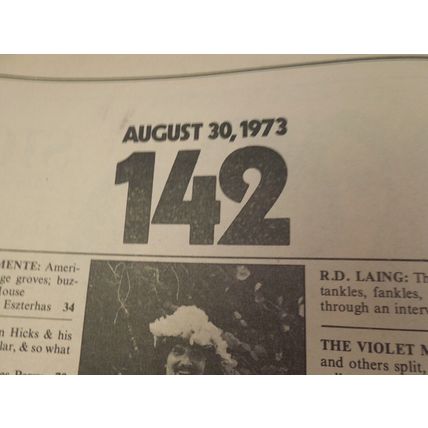 AUGUST 30, 1973
142
MENTE: Ameri-
ge groves; buz-
House
Eszterhas 34
n Hicks & his
lar, & so what
R.D. LAING: Th
tankles, fankles,
through an interv
THE VIOLET M
and others split,